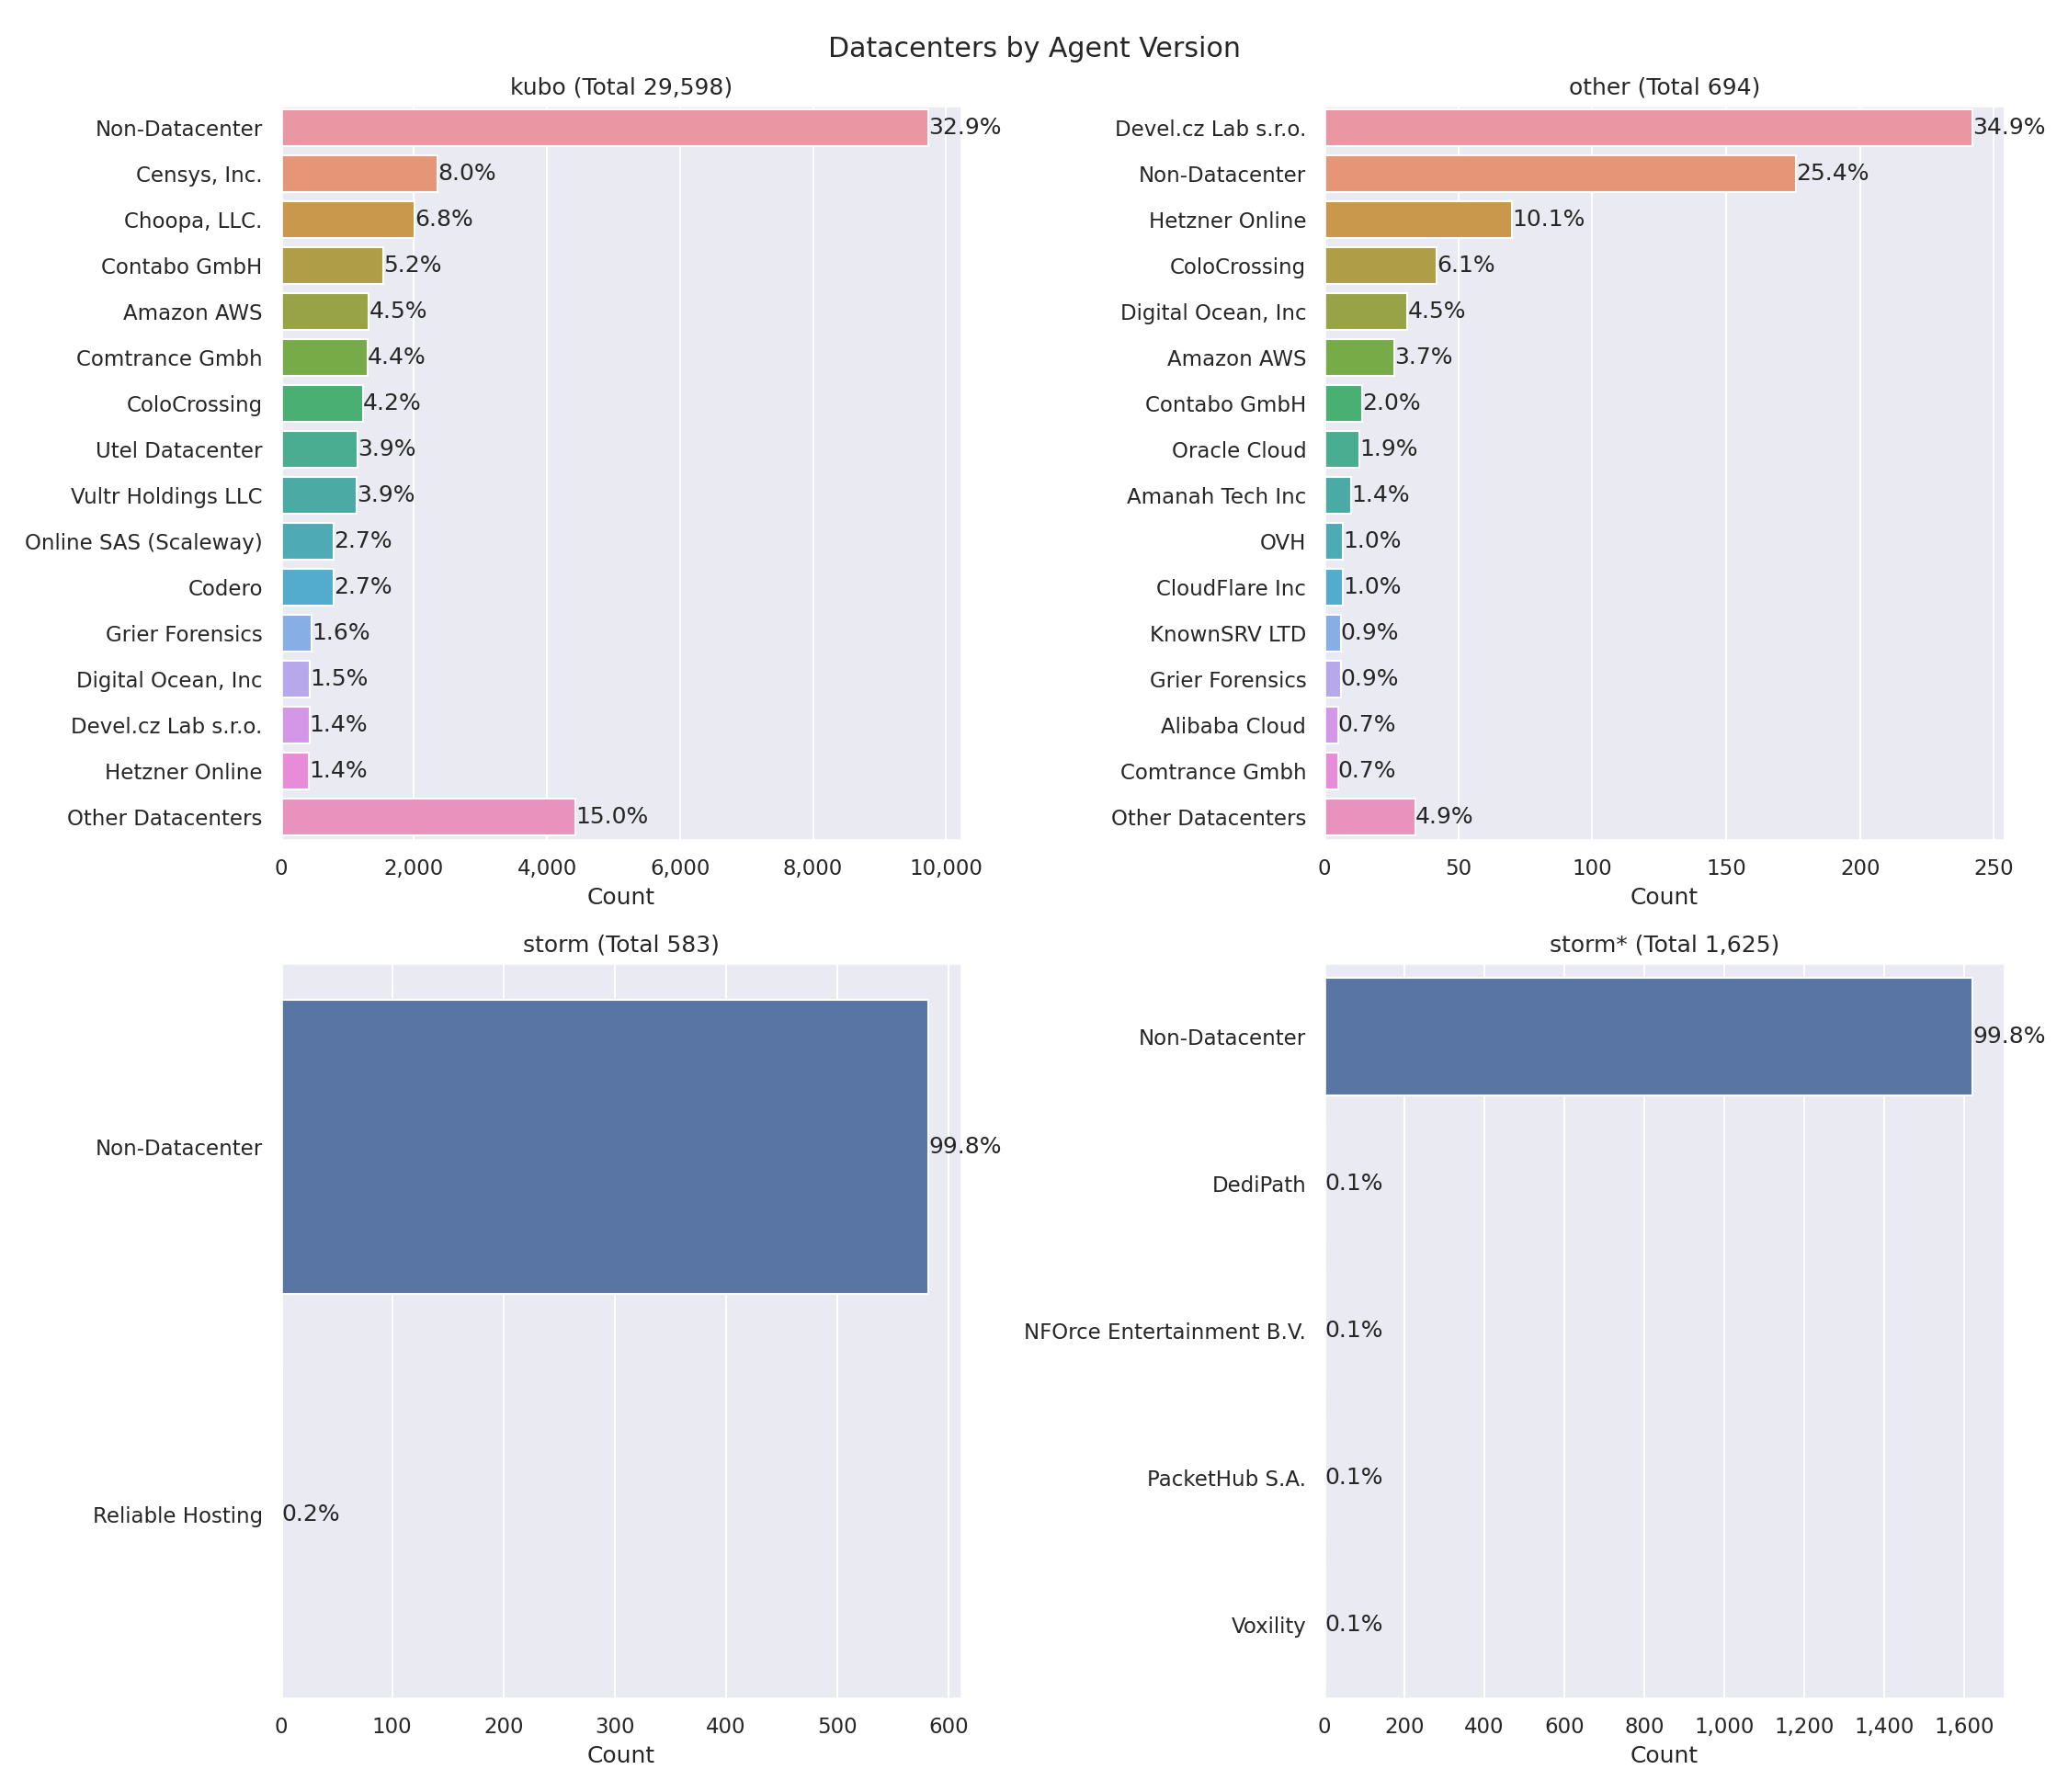 Datacenters by Agent Version
kubo (Total 29,598)
Non-Datacenter 32.9%
Censys, Inc. 8.0%
Choopa, LLC. 6.8%
Contabo GmbH 5.2%
Amazon AWS 4.5%
Comtrance Gmbh 4.4%
ColoCrossing 4.2%
Utel Datacenter 3.9%
Vultr Holdings LLC 3.9%
Online SAS (Scaleway) 2.7%
Codero 2.7%
Grier Forensics 1.6%
Digital Ocean, Inc 1.5%
Devel.cz Lab s.r.o. 1.4%
Hetzner Online 1.4%
Other Datacenters 15.0%
0 2,000 4,000 6,000 8,000 10,000
Count
other (Total 694)
Devel.cz Lab s.r.o. 34.9%
Non-Datacenter 25.4%
Hetzner Online 10.1%
ColoCrossing 6.1%
Digital Ocean, Inc 4.5%
Amazon AWS 3.7%
Contabo GmbH 2.0%
Oracle Cloud 1.9%
Amanah Tech Inc 1.4%
OVH 1.0%
CloudFlare Inc 1.0%
KnownSRV LTD 0.9%
Grier Forensics 0.9%
Alibaba Cloud 0.7%
Comtrance Gmbh 0.7%
Other Datacenters 4.9%
0 50 100 150 200 250
Count
storm (Total 583)
Non-Datacenter 99.8%
Reliable Hosting 0.2%
0 100 200 300 400 500 600
Count
storm* (Total 1,625)
Non-Datacenter 99.8%
DediPath 0.1%
NFOrce Entertainment B.V. 0.1%
PacketHub S.A. 0.1%
Voxility 0.1%
0 200 400 600 800 1,000 1,200 1,400 1,600
Count